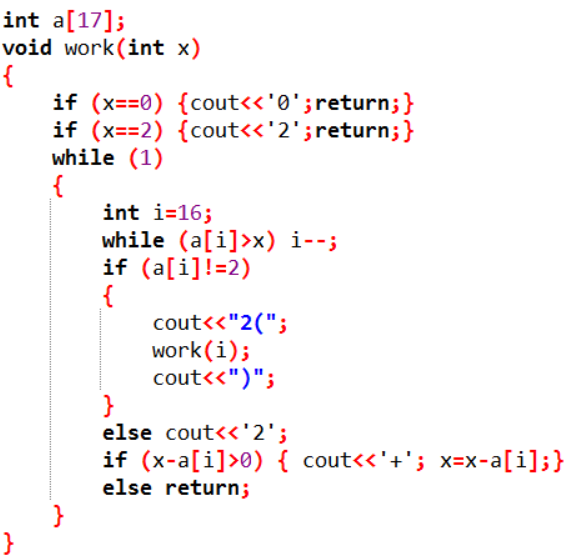 int a[17];
void work(int x)
{
    if (x==0) {cout<<'0';return;}
    if (x==2) {cout<<'2';return;}
    while (1)
    {
        int i=16;
        while (a[i]>x) i--;
        if (a[i]!=2)
        {
            cout<<"2(";
            work(i);
            cout<<")";
        }
        else cout<<'2';
        if (x-a[i]>0) { cout<<'+'; x=x-a[i];}
        else return;
    }
}